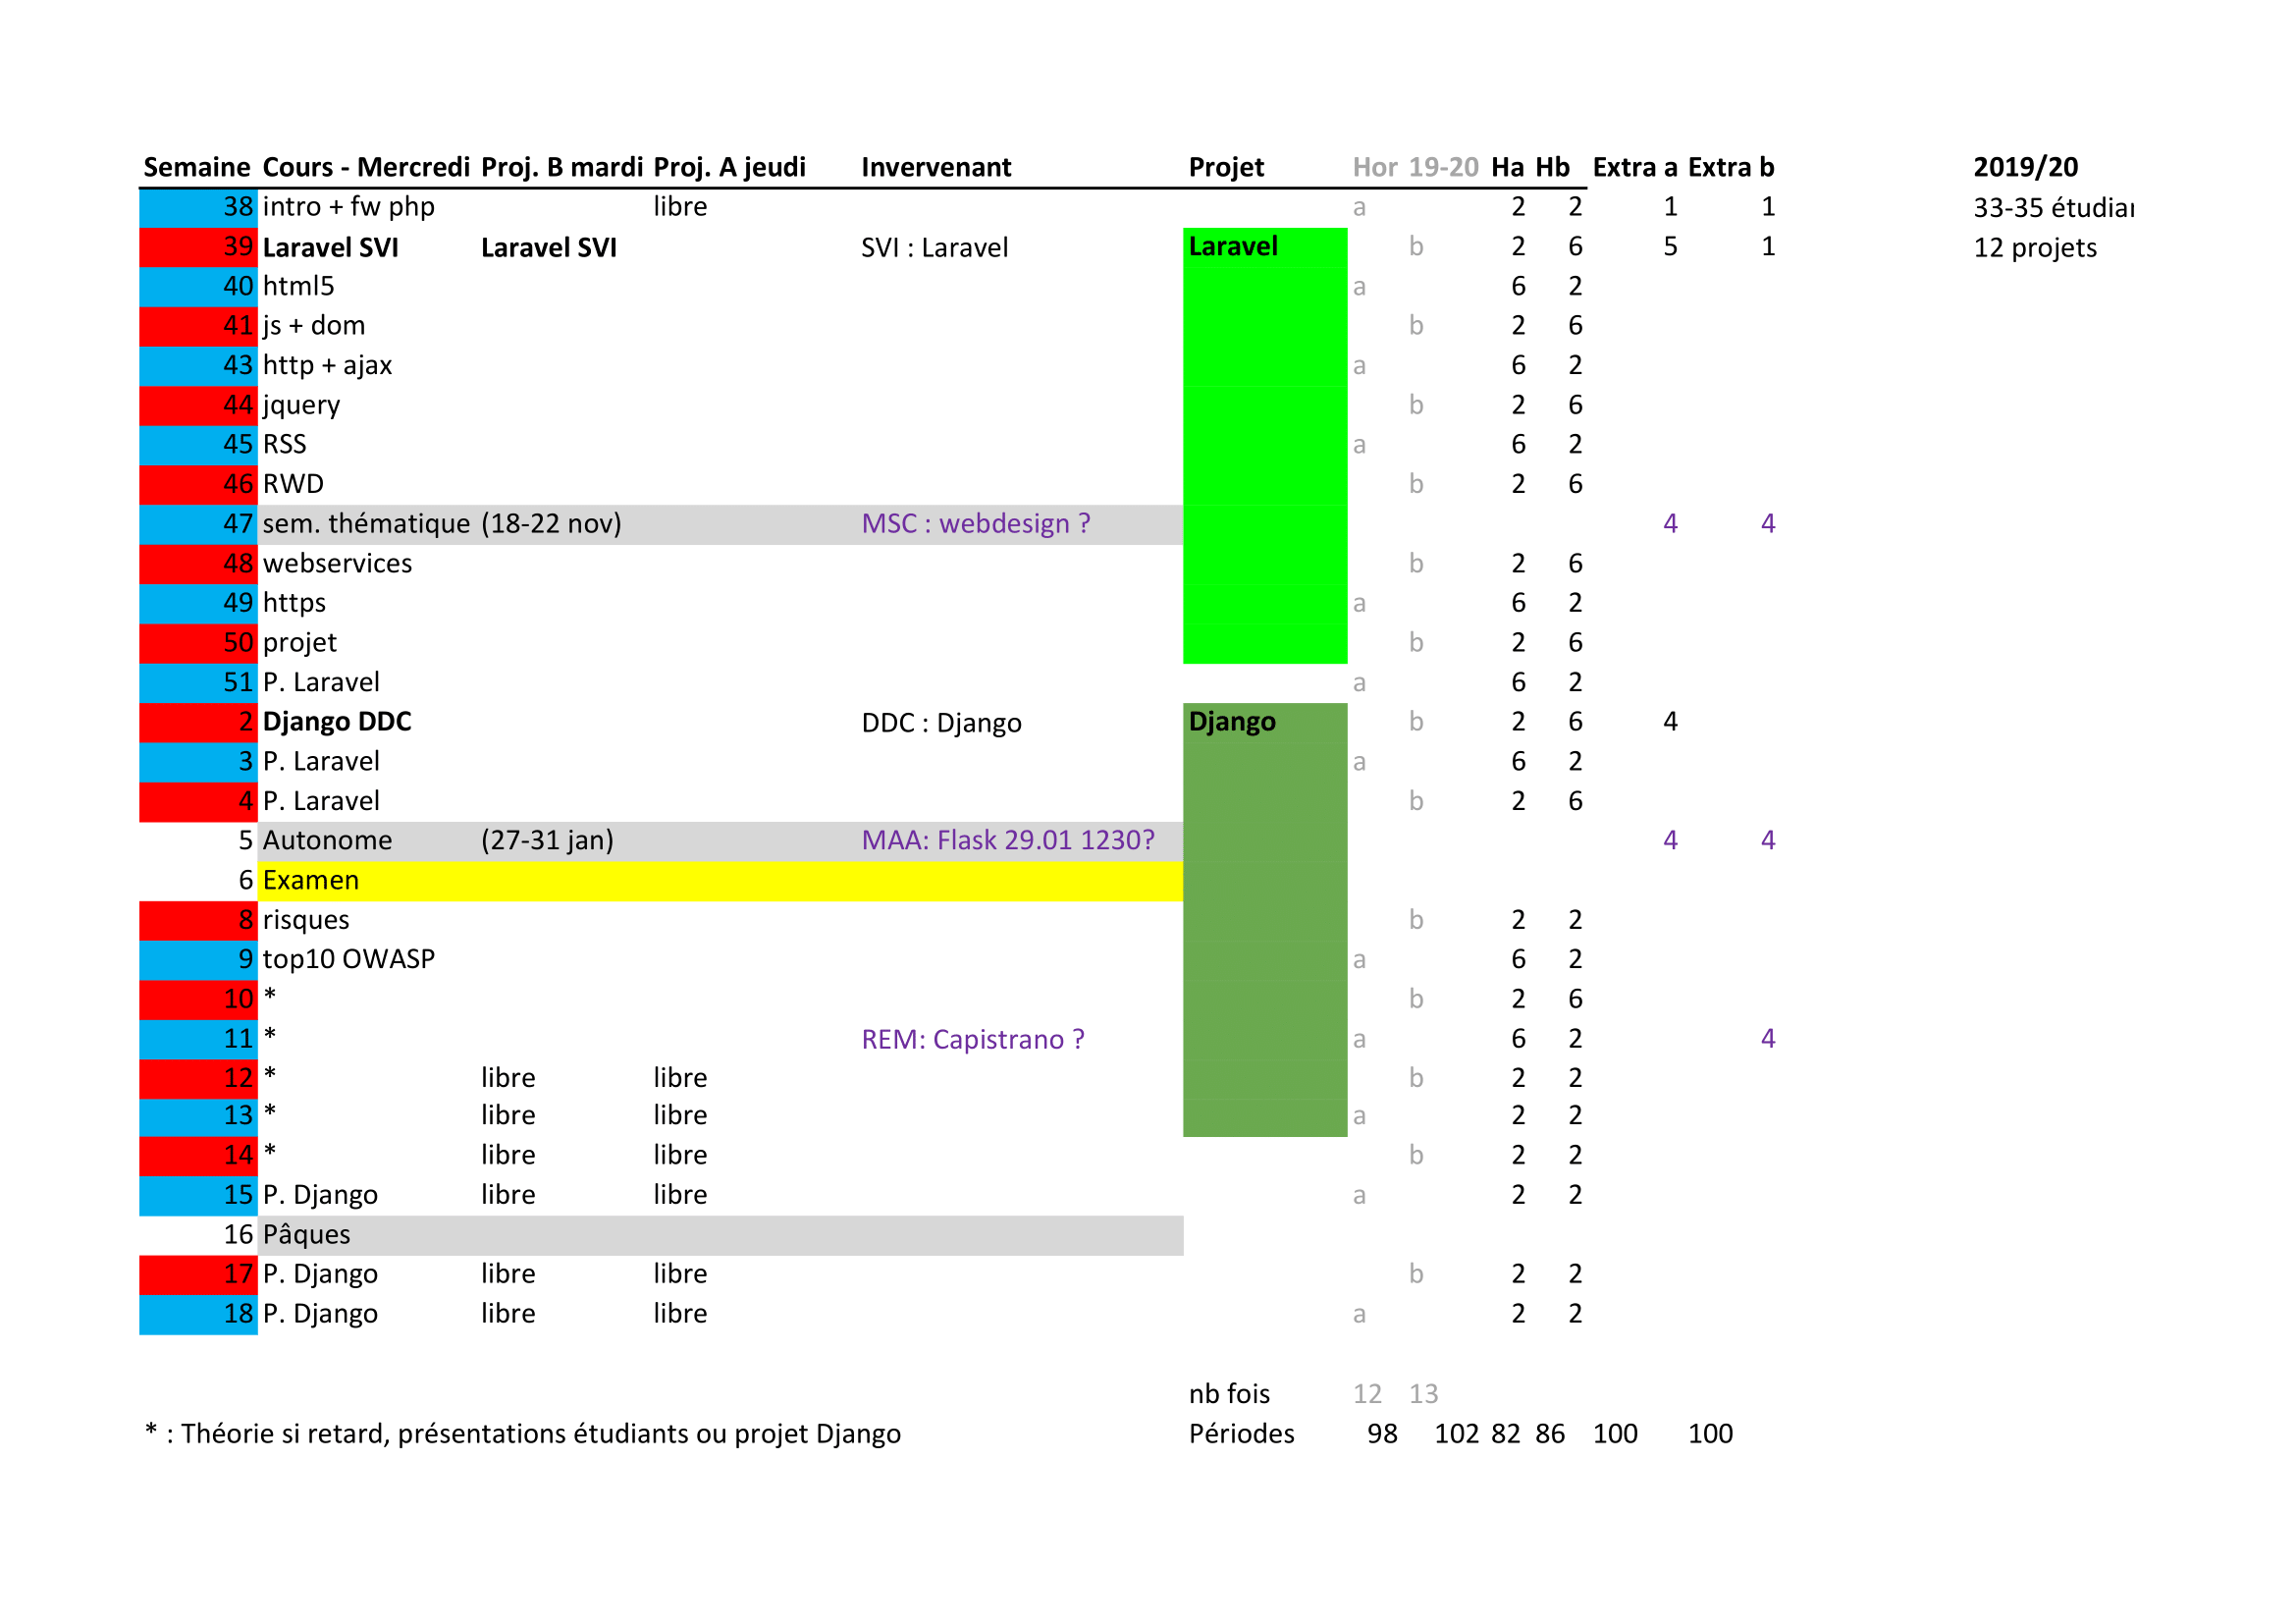 Semaine Cours - Mercredi Proj. B mardi Proj. A jeudi Invervenant Projet Hor 19-20 Ha Hb Extra a Extra b 2019/20
38 intro + fw php libre a 2 2 1 1 33-35 étudiar
39 Laravel SVI Laravel SVI SVI : Laravel Laravel b 2 6 5 1 12 projets
40 html5 a 6 2
41 js + dom b 2 6
43 http + ajax a 6 2
44 jquery b 2 6
45 RSS a 6 2
46 RWD b 2 6
47 sem. thématique (18-22 nov) MSC : webdesign ? 4 4
48 webservices b 2 6
49 https a 6 2
50 projet b 2 6
51 P. Laravel a 6 2
2 Django DDC DDC : Django Django b 2 6 4
3 P. Laravel a 6 2
4 P. Laravel b 2 6
5 Autonome (27-31 jan) MAA: Flask 29.01 1230? 4 4
6 Examen
8 risques b 2 2
9 top10 OWASP a 6 2
10 * b 2 6
11 * REM: Capistrano ? a 6 2 4
12 * libre libre b 2 2
13 * libre libre a 2 2
14 * libre libre b 2 2
15 P. Django libre libre a 2 2
16 Pâques
17 P. Django libre libre b 2 2
18 P. Django libre libre a 2 2
nb fois 12 13
* : Théorie si retard, présentations étudiants ou projet Django Périodes 98 102 82 86 100 100